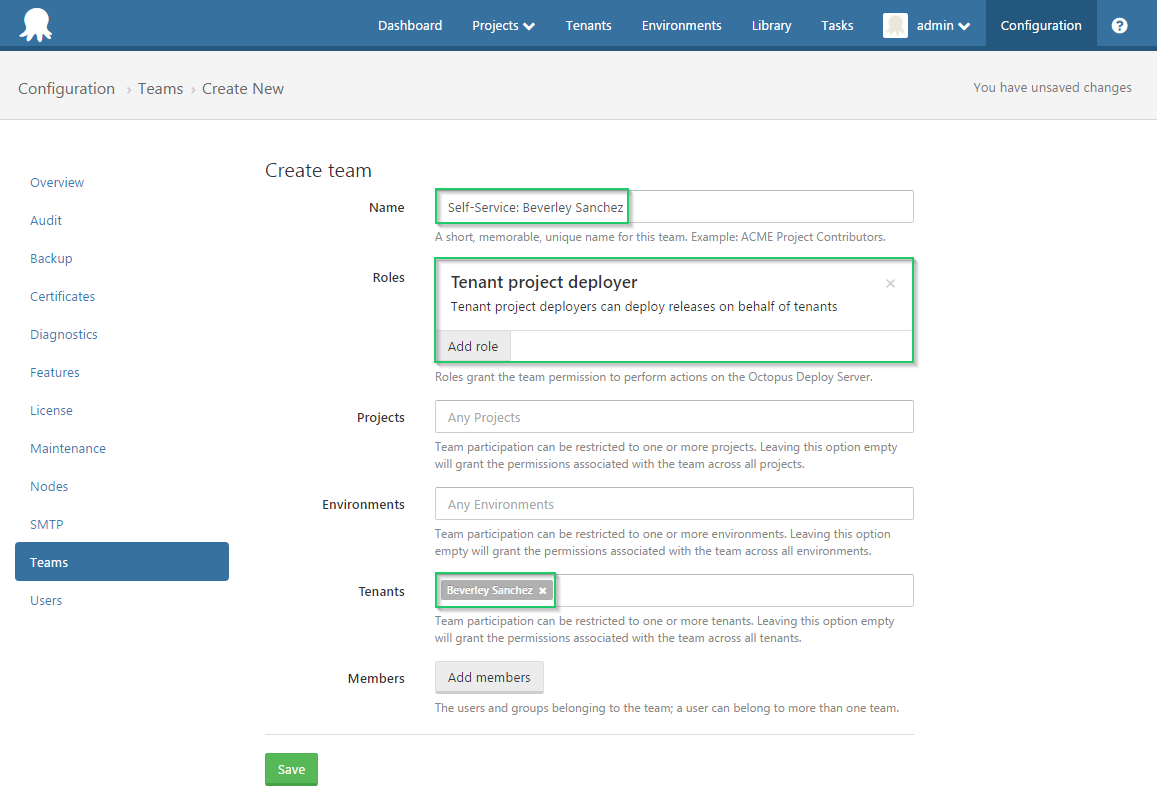 Dashboard Projects Tenants Environments Library Tasks admin Configuration ?
Configuration › Teams › Create New
You have unsaved changes
Overview
Audit
Backup
Certificates
Diagnostics
Features
License
Maintenance
Nodes
SMTP
Teams
Users
Create team
Name
Self-Service: Beverley Sanchez
A short, memorable, unique name for this team. Example: ACME Project Contributors.
Roles
Tenant project deployer ×
Tenant project deployers can deploy releases on behalf of tenants
Add role
Roles grant the team permission to perform actions on the Octopus Deploy Server.
Projects
Any Projects
Team participation can be restricted to one or more projects. Leaving this option empty
will grant the permissions associated with the team across all projects.
Environments
Any Environments
Team participation can be restricted to one or more environments. Leaving this option
empty will grant the permissions associated with the team across all environments.
Tenants
Beverley Sanchez ×
Team participation can be restricted to one or more tenants. Leaving this option empty
will grant the permissions associated with the team across all tenants.
Members
Add members
The users and groups belonging to the team; a user can belong to more than one team.
Save